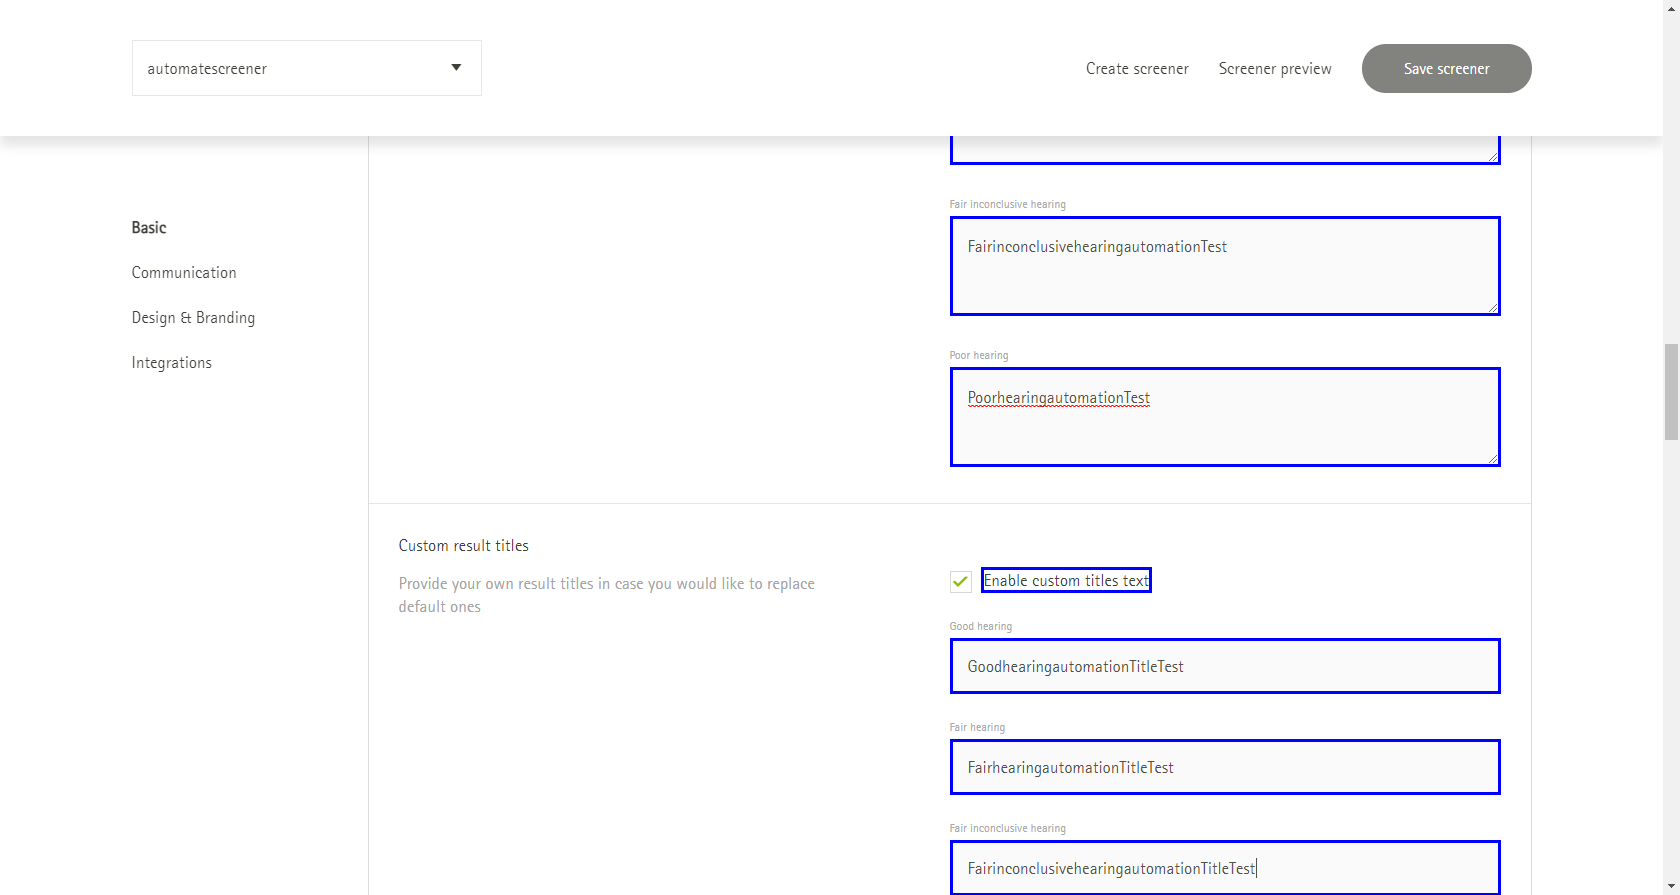 automatescreener
Create screener
Screener preview
Save screener
Basic
Communication
Design & Branding
Integrations
Fair inconclusive hearing
FairinconclusivehearingautomationTest
Poor hearing
PoorhearingautomationTest
Custom result titles
Provide your own result titles in case you would like to replace
default ones
Enable custom titles text
Good hearing
GoodhearingautomationTitleTest
Fair hearing
FairhearingautomationTitleTest
Fair inconclusive hearing
FairinconclusivehearingautomationTitleTest